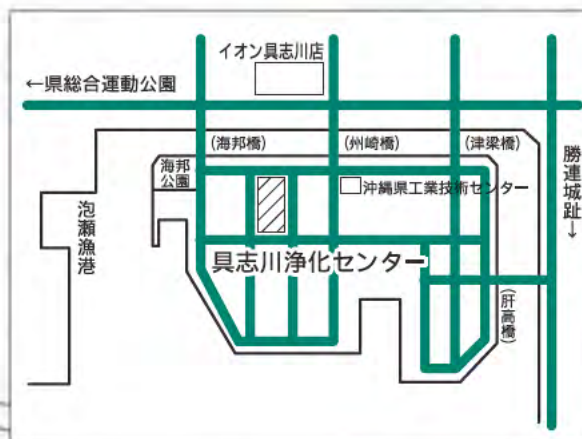 イオン具志川店
←県総合運動公園
(海邦橋)
(州崎橋)
(津梁橋)
海邦
公園
沖縄県工業技術センター
勝連城趾→
泡瀬漁港
具志川浄化センター
(肝高橋)